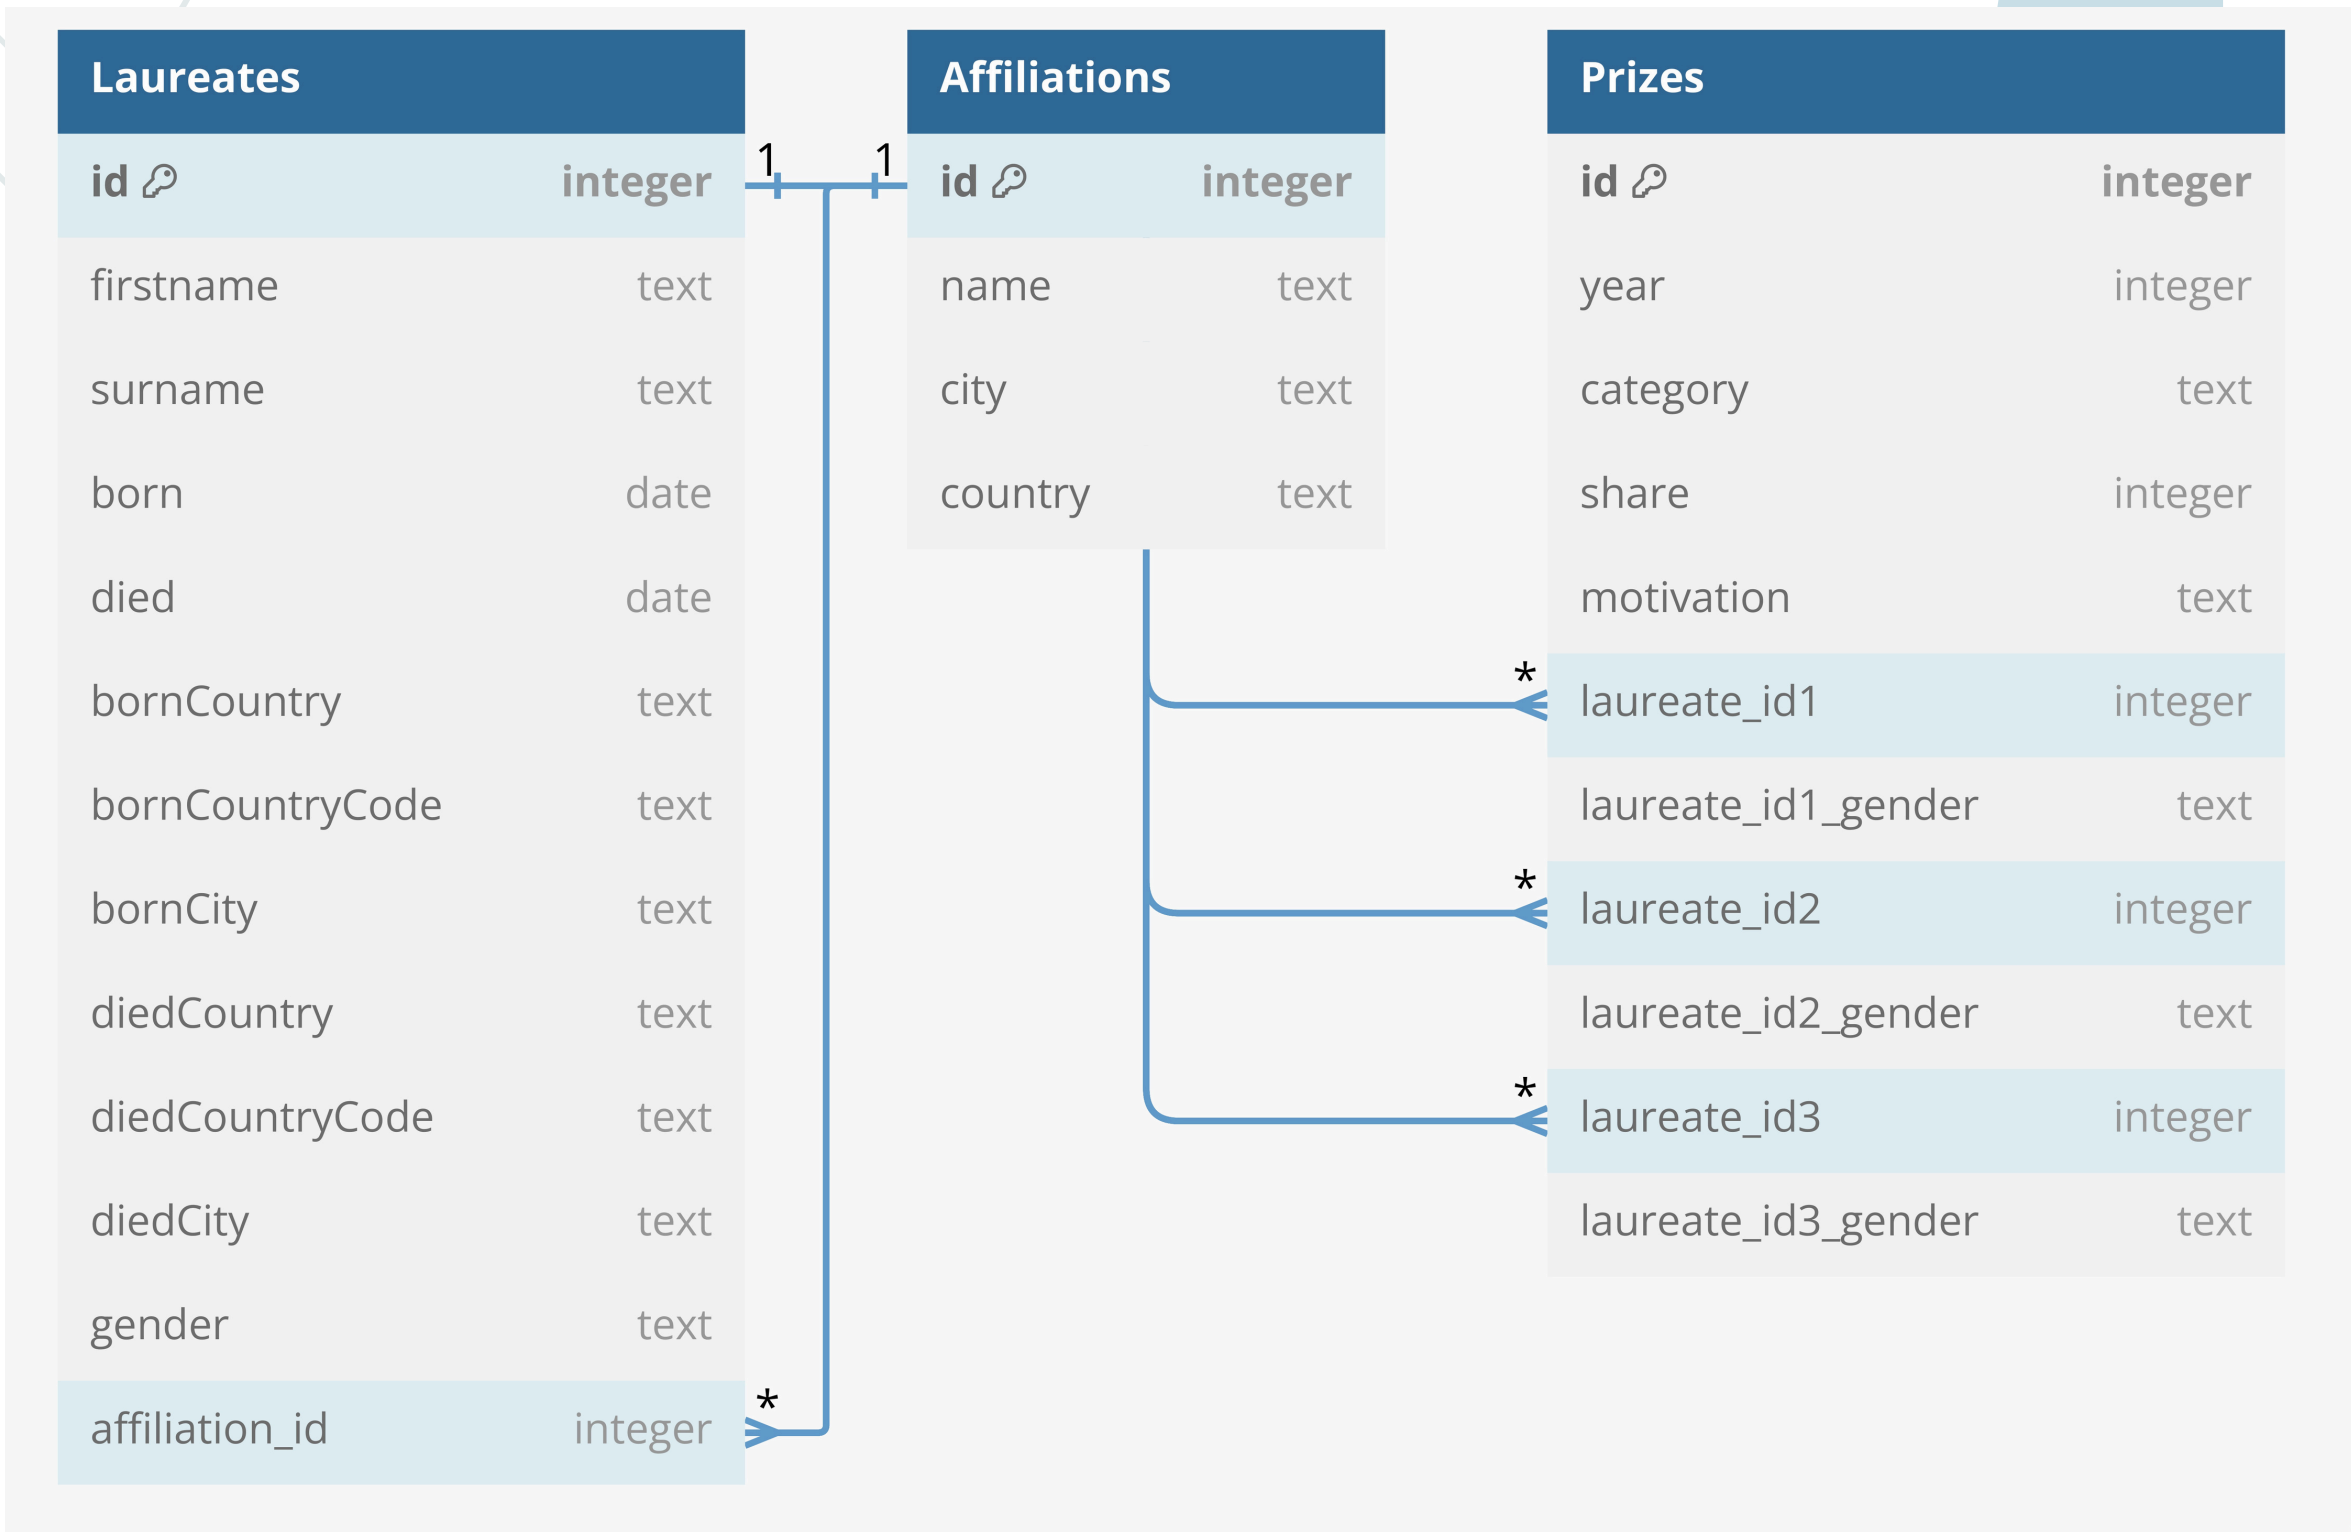 Laureates
id integer
firstname text
surname text
born date
died date
bornCountry text
bornCountryCode text
bornCity text
diedCountry text
diedCountryCode text
diedCity text
gender text
affiliation_id integer
1 1
*
Affiliations
id integer
name text
city text
country text
Prizes
id integer
year integer
category text
share integer
motivation text
* laureate_id1 integer
laureate_id1_gender text
* laureate_id2 integer
laureate_id2_gender text
* laureate_id3 integer
laureate_id3_gender text